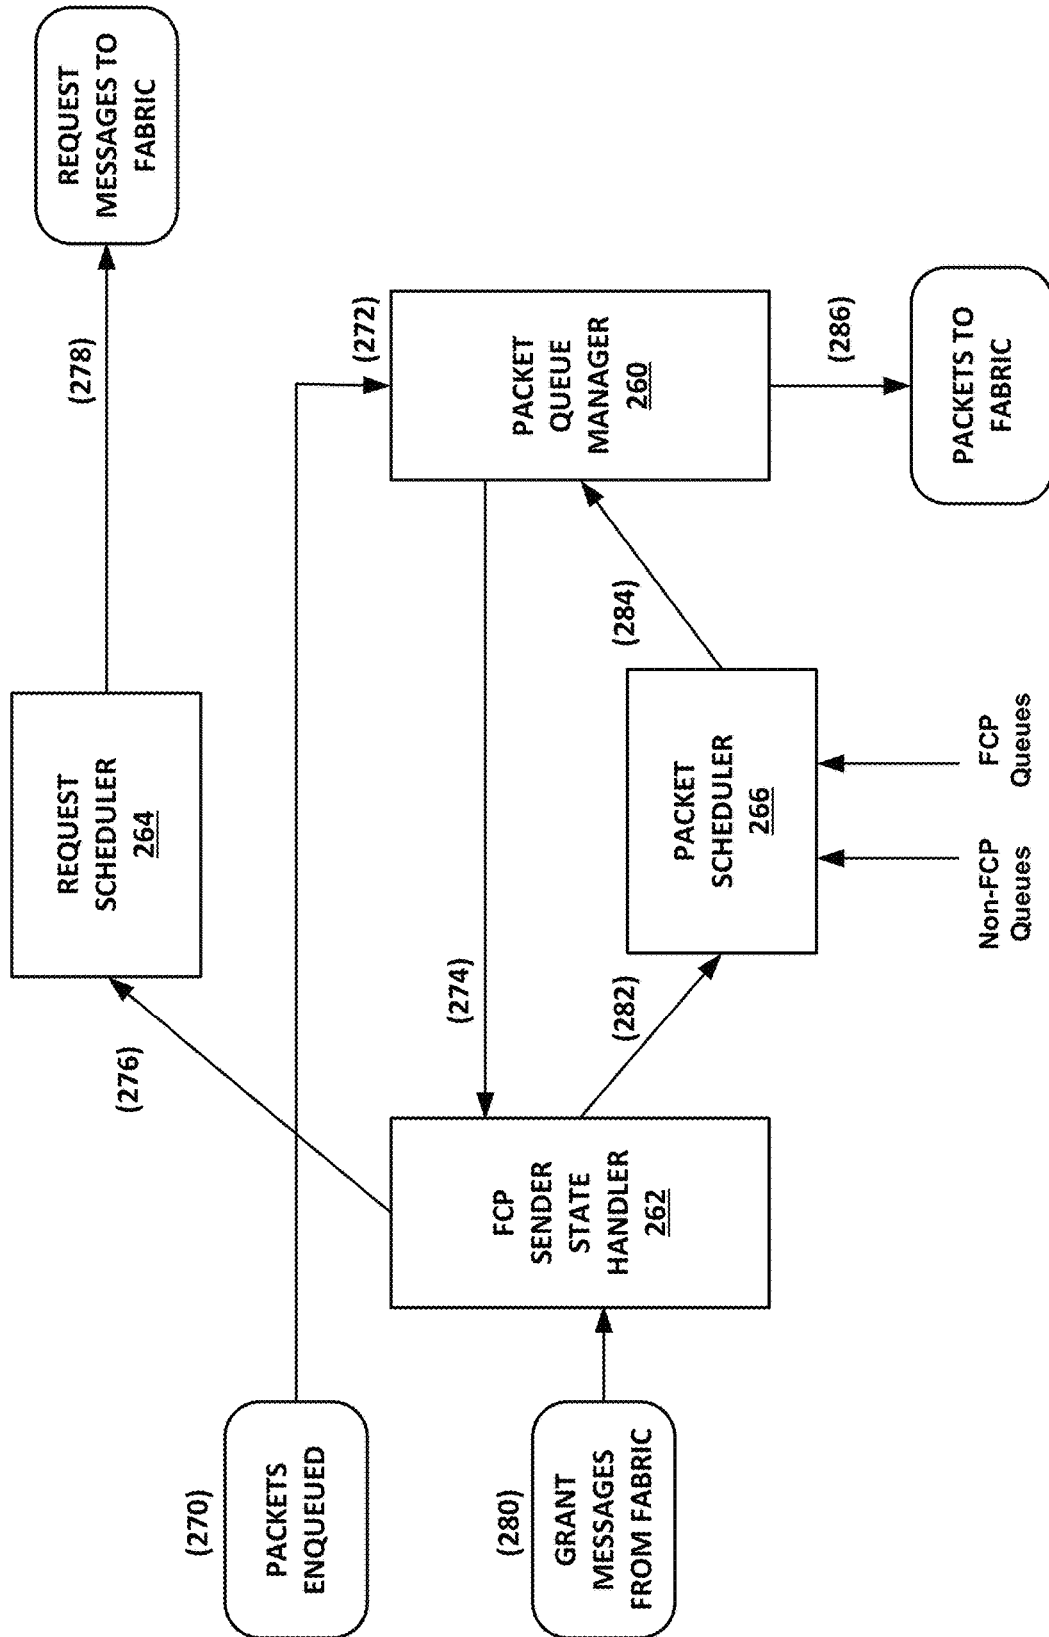 REQUEST
MESSAGES TO
FABRIC
(278)
REQUEST
SCHEDULER
264
(276)
(270)
PACKETS
ENQUEUED
(272)
PACKET
QUEUE
MANAGER
260
(274)
FCP
SENDER
STATE
HANDLER
262
(280)
GRANT
MESSAGES
FROM FABRIC
(282)
PACKET
SCHEDULER
266
(284)
(286)
PACKETS TO
FABRIC
Non-FCP
Queues
FCP
Queues